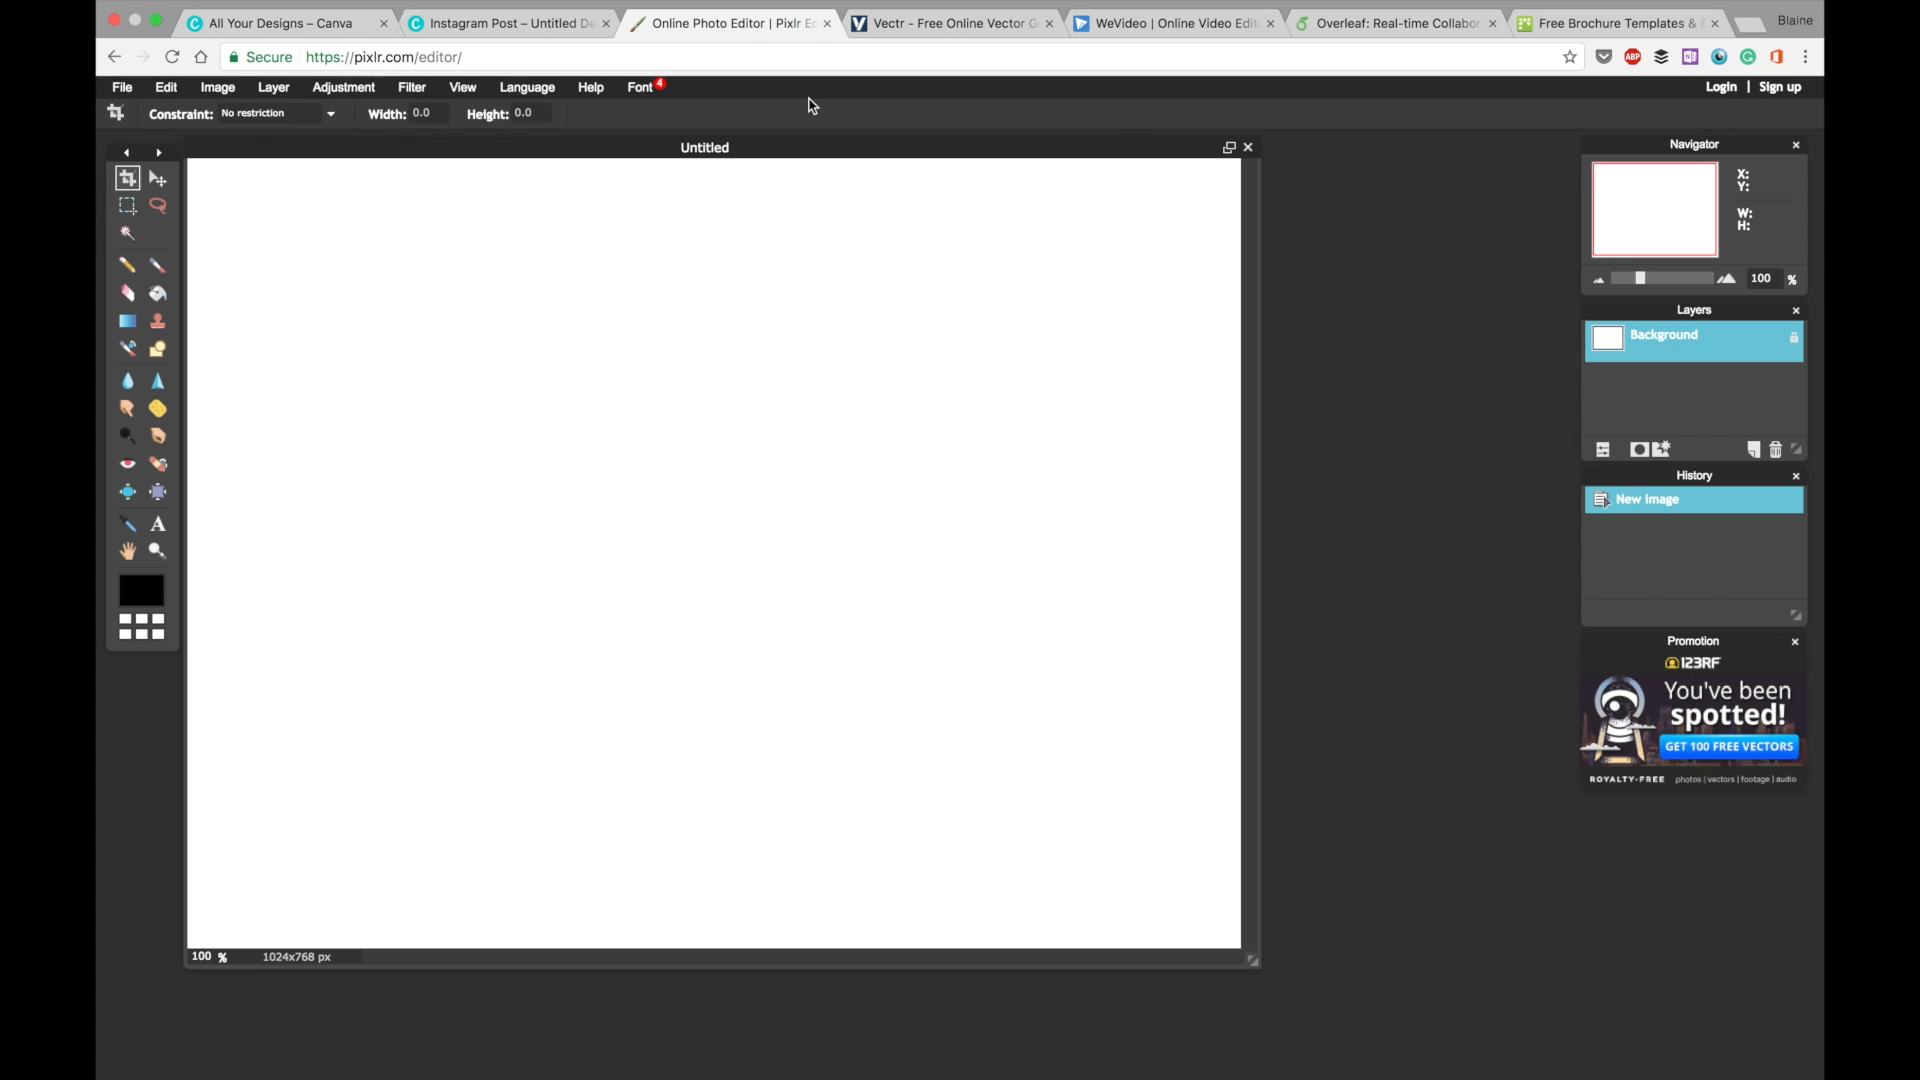 All Your Designs – Canva
Instagram Post – Untitled De
Online Photo Editor | Pixlr Ed
Vectr - Free Online Vector G
WeVideo | Online Video Edit
Overleaf: Real-time Collabor
Free Brochure Templates & E
Blaine
Secure https://pixlr.com/editor/
ABP
File Edit Image Layer Adjustment Filter View Language Help Font 4 Login | Sign up
Constraint: No restriction Width: 0.0 Height: 0.0
Untitled
Navigator
X:
Y:
W:
H:
100 %
Layers
Background
History
New image
Promotion
123RF
You've been
spotted!
GET 100 FREE VECTORS
ROYALTY-FREE photos | vectors | footage | audio
A
100 % 1024x768 px